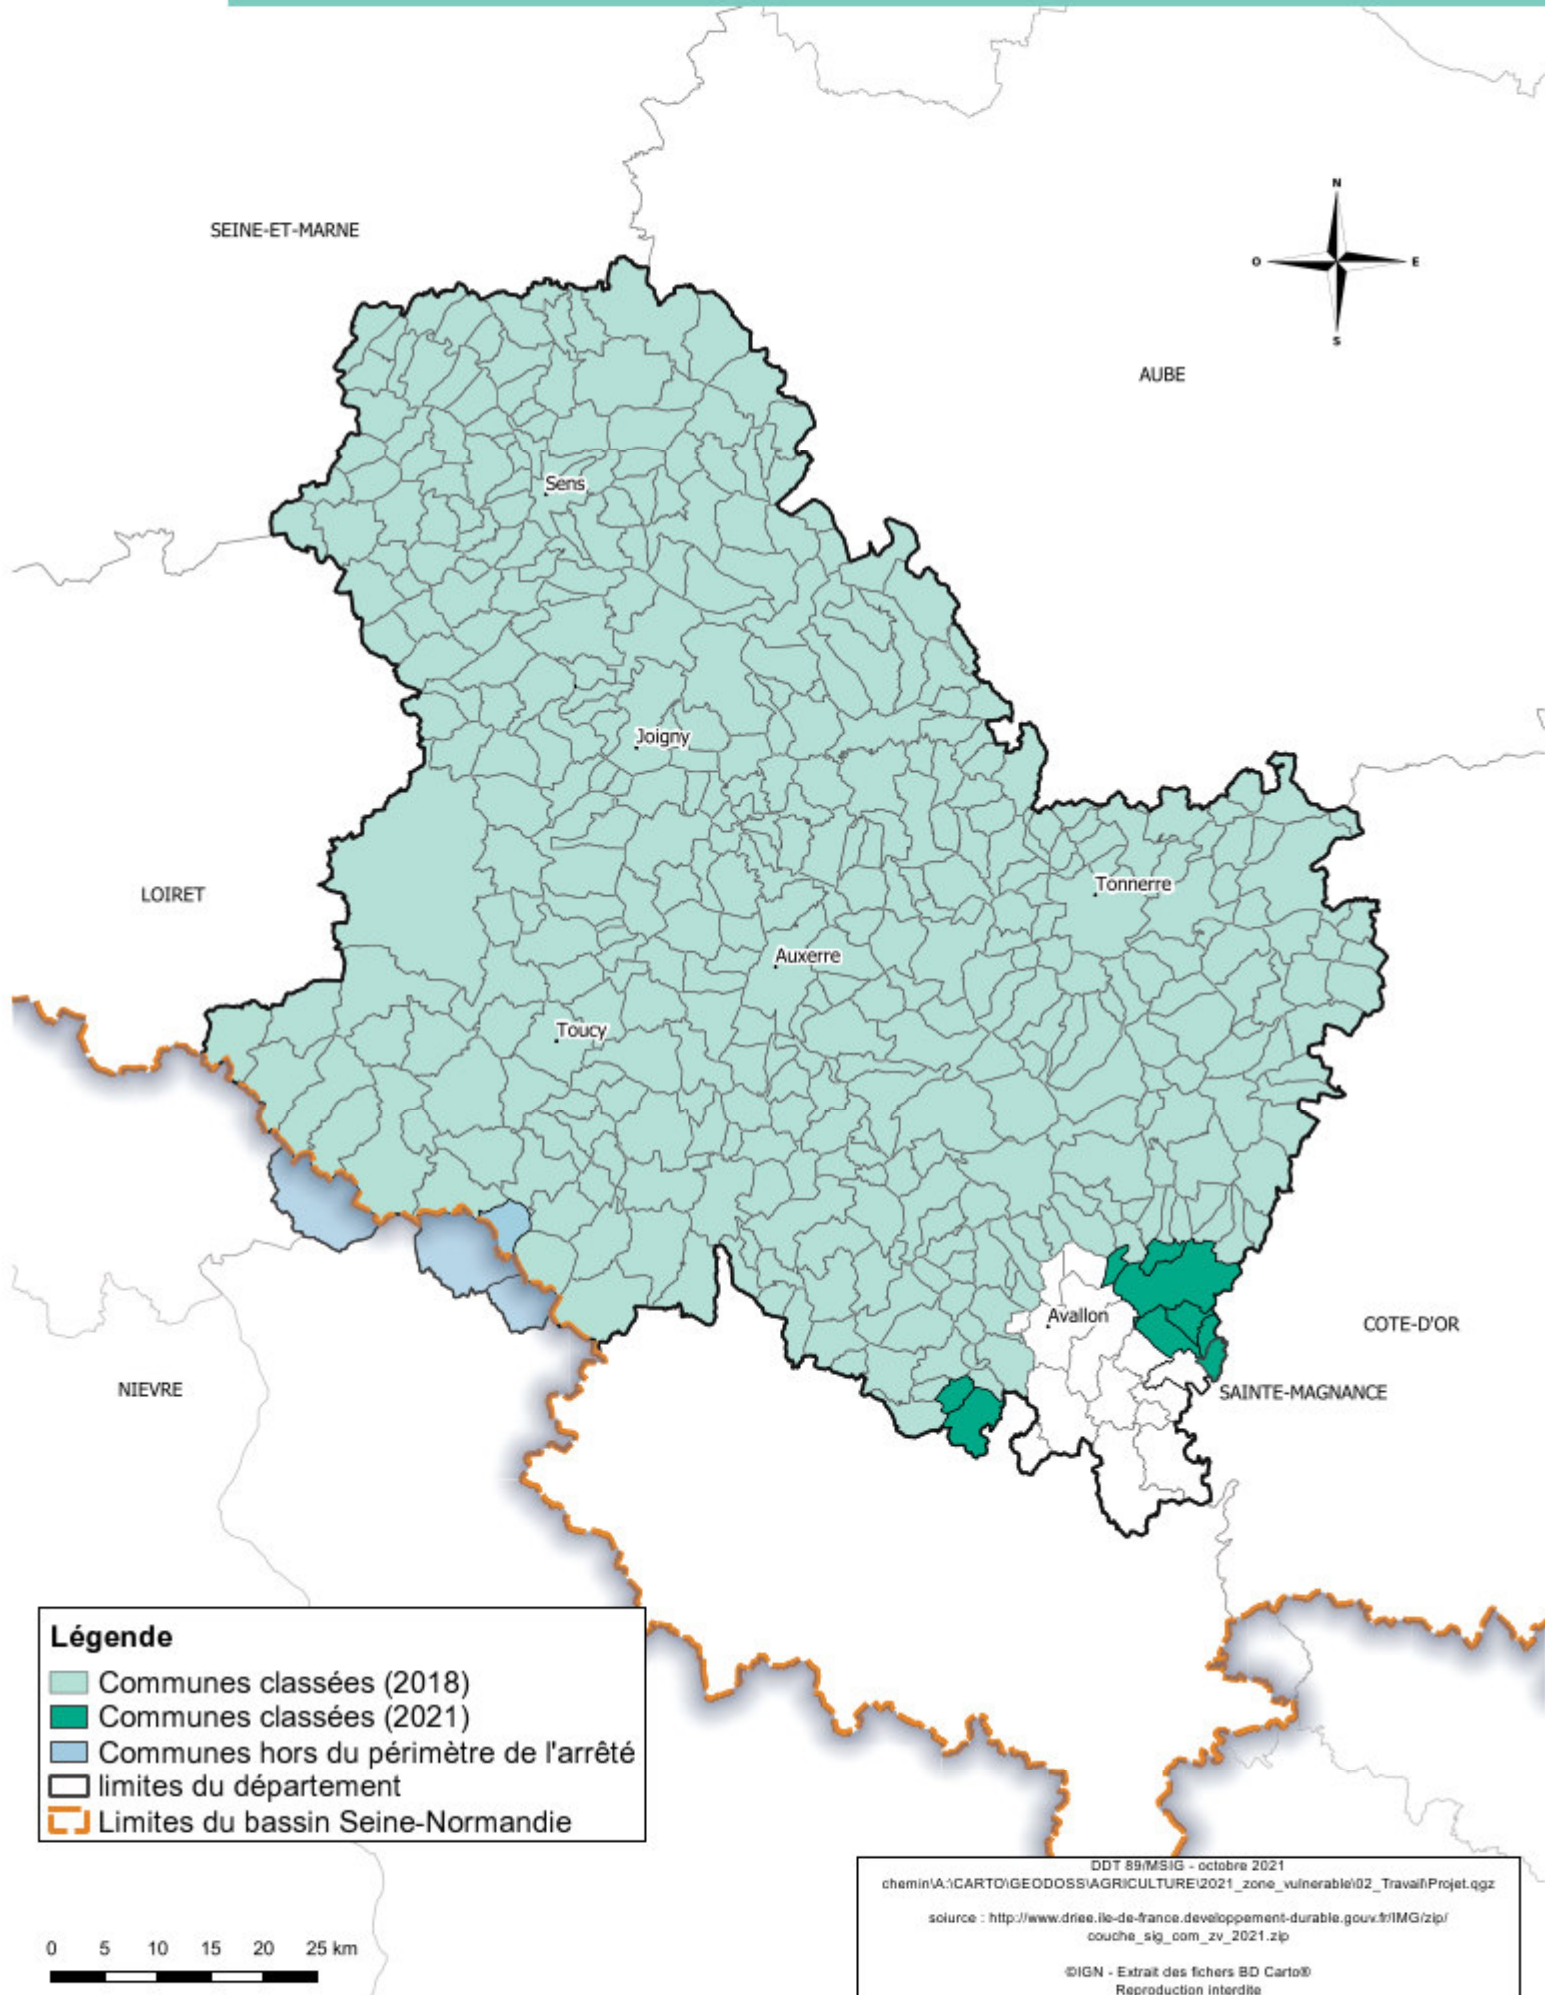 N
SEINE-ET-MARNE
O
E
S
AUBE
Sens
Joigny
LOIRET
Tonnerre
Auxerre
Toucy
Avallon
COTE-D'OR
NIEVRE
SAINTE-MAGNANCE
Légende
Communes classées (2018)
Communes classées (2021)
Communes hors du périmètre de l'arrêté
limites du département
Limites du bassin Seine-Normandie
DDT 89/MSIG - octobre 2021
chemin\A:\CARTO\GEODOSS\AGRICULTURE\2021_zone_vulnerable\02_Travail\Projet.qgz
soiurce : http://www.driee.ile-de-france.developpement-durable.gouv.fr/IMG/zip/
couche_sig_com_zv_2021.zip
©IGN - Extrait des fichers BD Carto®
Reproduction interdite
0 5 10 15 20 25 km